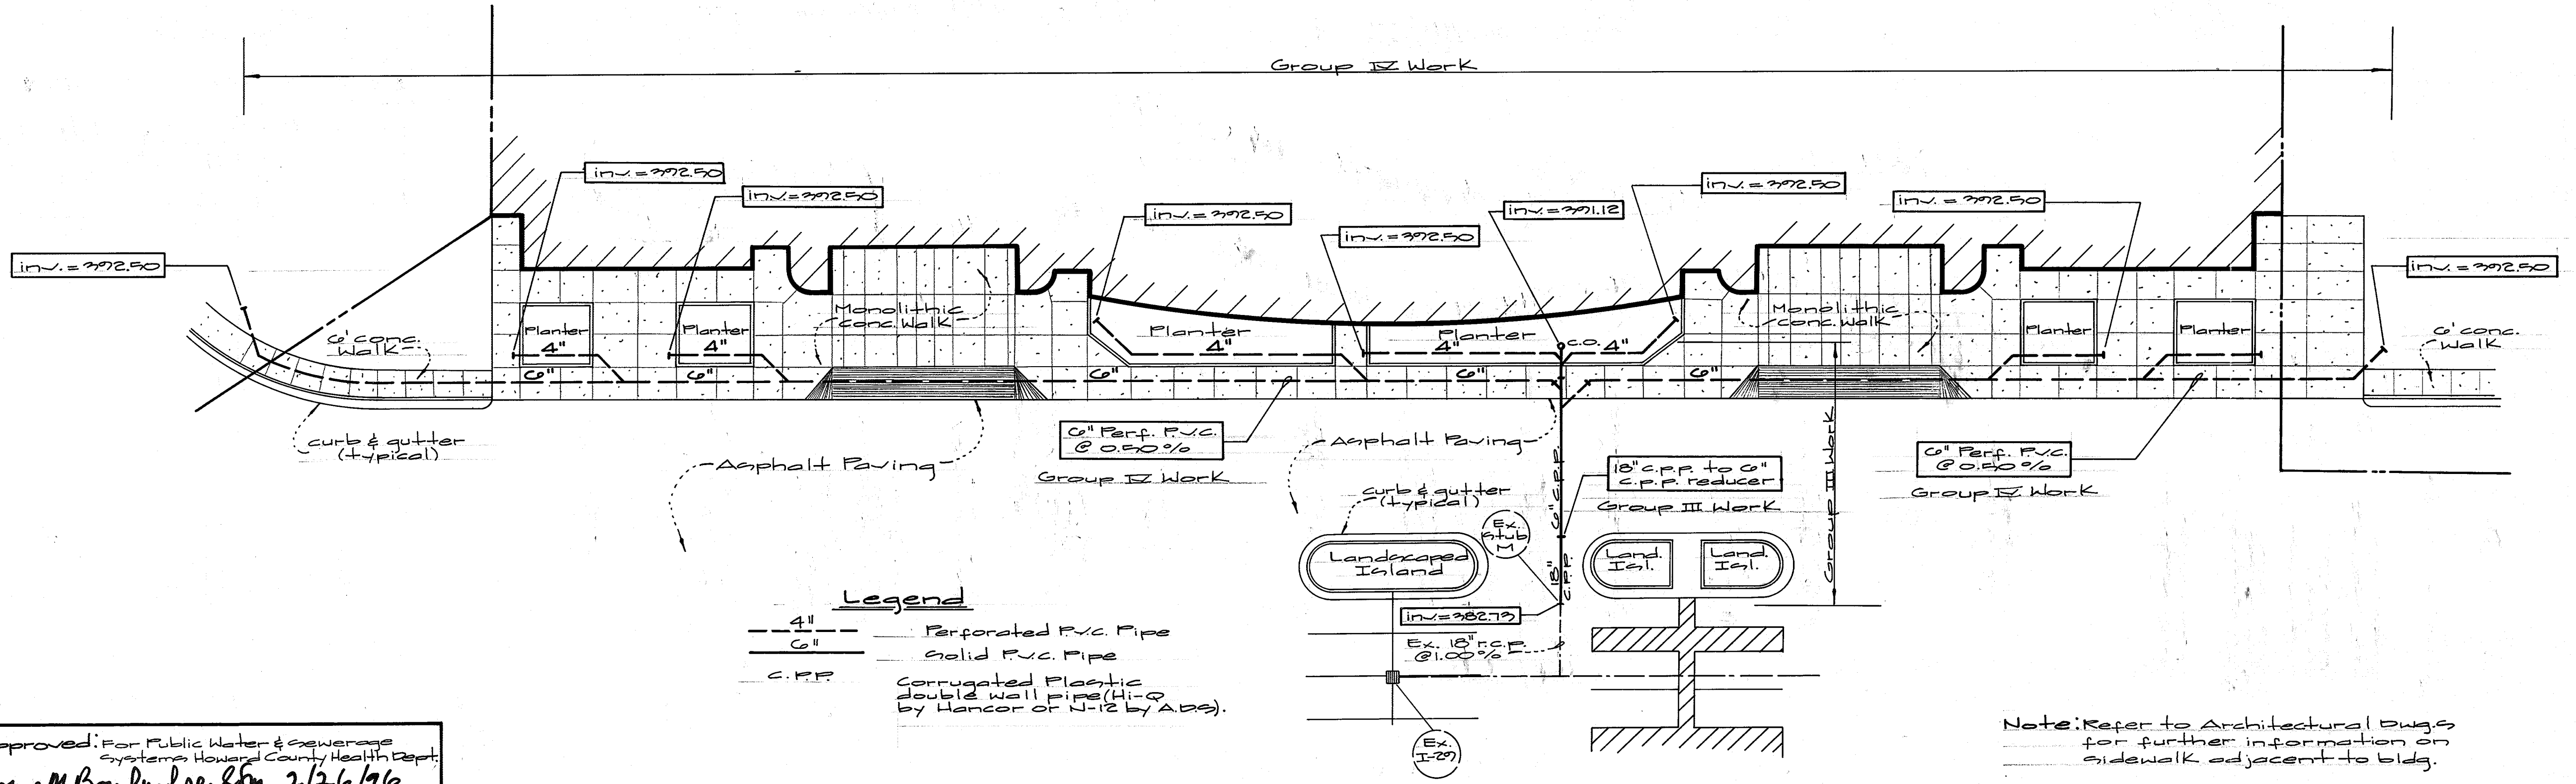 Group IV Work
inv. = 392.50
inv. = 392.50
inv. = 392.50
inv. = 392.50
inv. = 392.50
inv. = 391.12
inv. = 392.50
inv. = 392.50
inv. = 392.50
6' conc.
Walk
Planter
4"
6"
Planter
4"
6"
Monolithic
conc. Walk
Planter
4"
6"
Planter
4"
6"
c.o.
4"
6"
Monolithic
conc. Walk
Planter
Planter
6' conc.
Walk
curb & gutter
(typical)
Asphalt Paving
6" Perf. P.v.c.
@ 0.50 %
Group IV Work
Asphalt Paving
curb & gutter
(typical)
6" c.p.p.
18" c.p.p. to 6"
c.p.p. reducer
Group III Work
Group III Work
6" Perf. P.v.c.
@ 0.50 %
Group IV Work
Ex.
Stub
M
18"
c.p.p.
Landscaped
Island
Land.
Isl.
Land.
Isl.
inv = 382.73
Ex. 18" r.c.p.
@ 1.00 %
Ex.
I-29
Legend
4"
6"
Perforated P.v.c. Pipe
Solid P.v.c. Pipe
c.p.p.
Corrugated Plastic
double wall pipe (Hi-Q
by Hancor or N-12 by A.D.S).
pproved: For Public Water & Sewerage
Systems Howard County Health Dept.
2/26/96
Note: Refer to Architectural Dwg.s
for further information on
sidewalk adjacent to bldg.